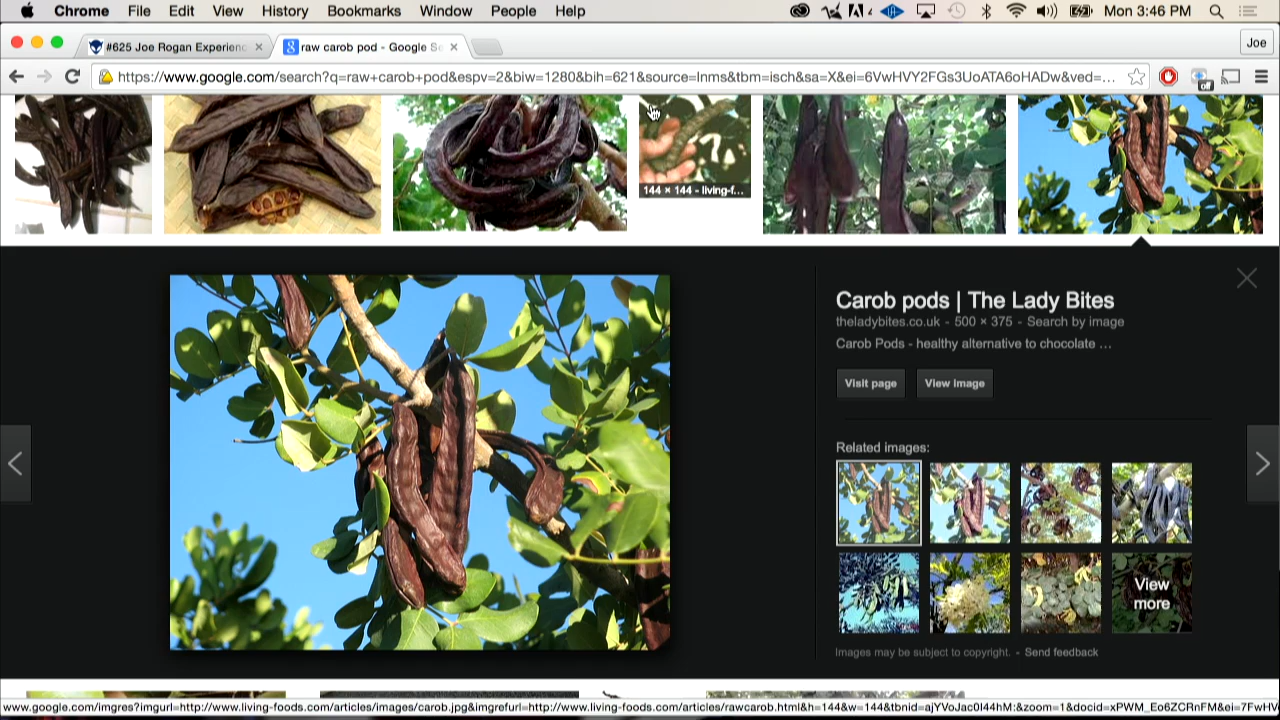 Chrome File Edit View History Bookmarks Window People Help 4 Mon 3:46 PM
#625 Joe Rogan Experienc × raw carob pod - Google Se × Joe
https://www.google.com/search?q=raw+carob+pod&espv=2&biw=1280&bih=621&source=lnms&tbm=isch&sa=X&ei=6VwHVY2FGs3UoATA6oHADw&ved=... off
144 × 144 - living-f...
Carob pods | The Lady Bites
theladybites.co.uk - 500 × 375 - Search by image
Carob Pods - healthy alternative to chocolate ...
Visit page View image
Related images:
View
more
Images may be subject to copyright. - Send feedback
www.google.com/imgres?imgurl=http://www.living-foods.com/articles/images/carob.jpg&imgrefurl=http://www.living-foods.com/articles/rawcarob.html&h=144&w=144&tbnid=ajYVoJac0I44hM:&zoom=1&docid=xPWM_Eo6ZCRnFM&ei=7FwHV